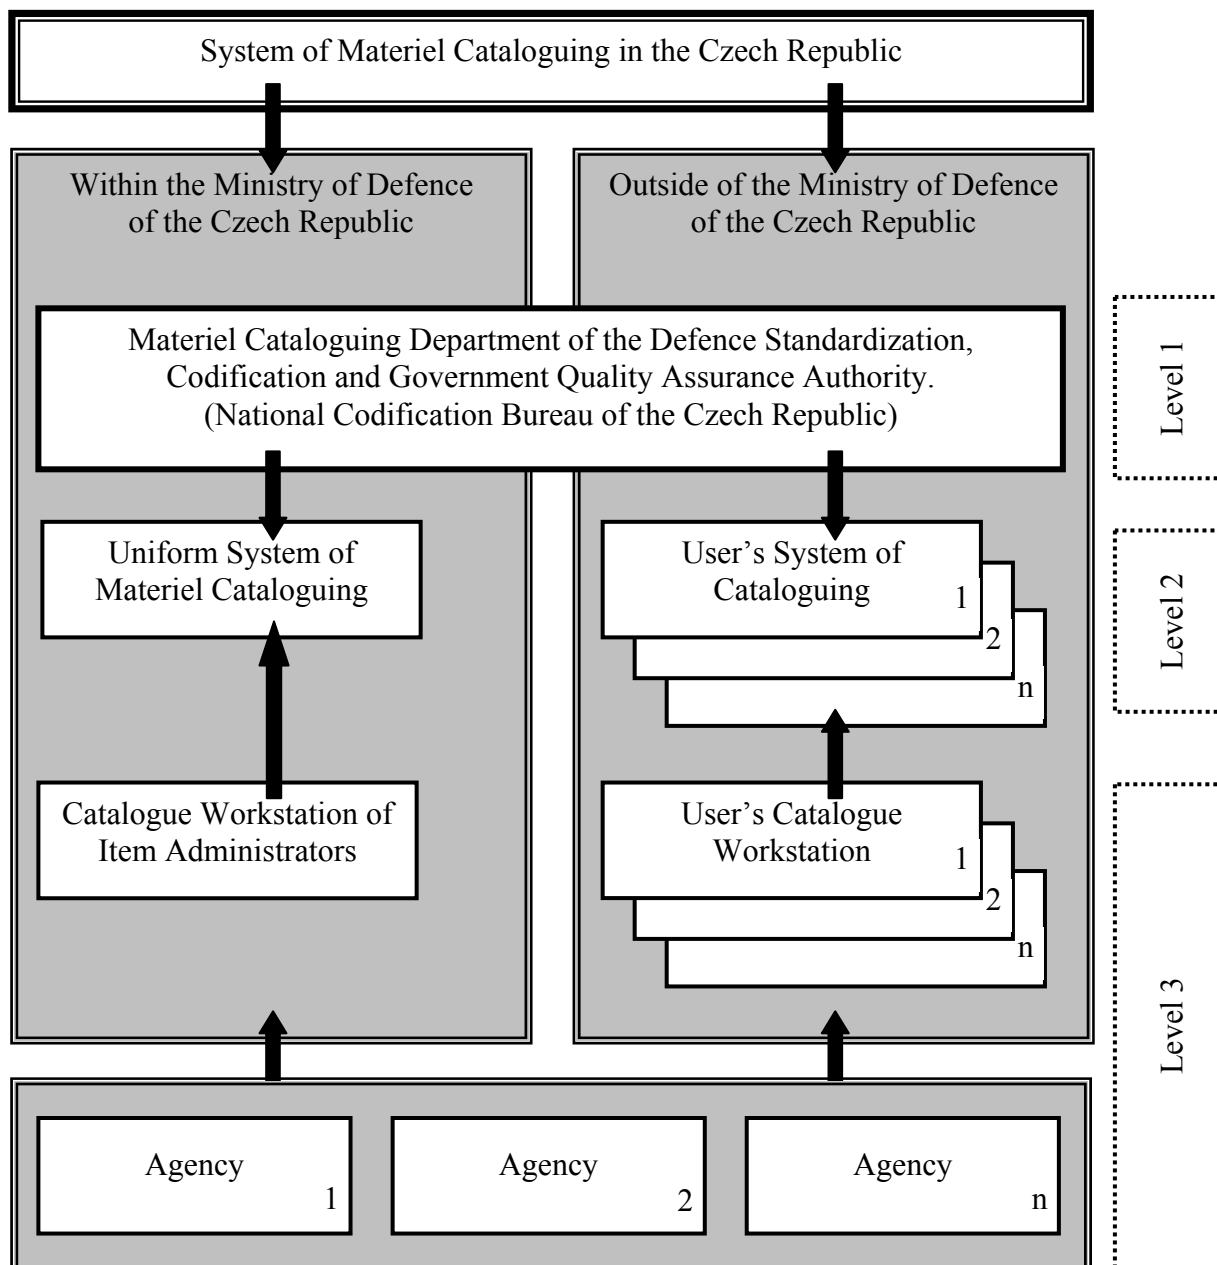 System of Materiel Cataloguing in the Czech Republic
Within the Ministry of Defence
of the Czech Republic
Outside of the Ministry of Defence
of the Czech Republic
Materiel Cataloguing Department of the Defence Standardization,
Codification and Government Quality Assurance Authority.
(National Codification Bureau of the Czech Republic)
Level 1
Uniform System of
Materiel Cataloguing
User’s System of
Cataloguing
1
2
n
Level 2
Catalogue Workstation of
Item Administrators
User’s Catalogue
Workstation
1
2
n
Level 3
Agency
1
Agency
2
Agency
n